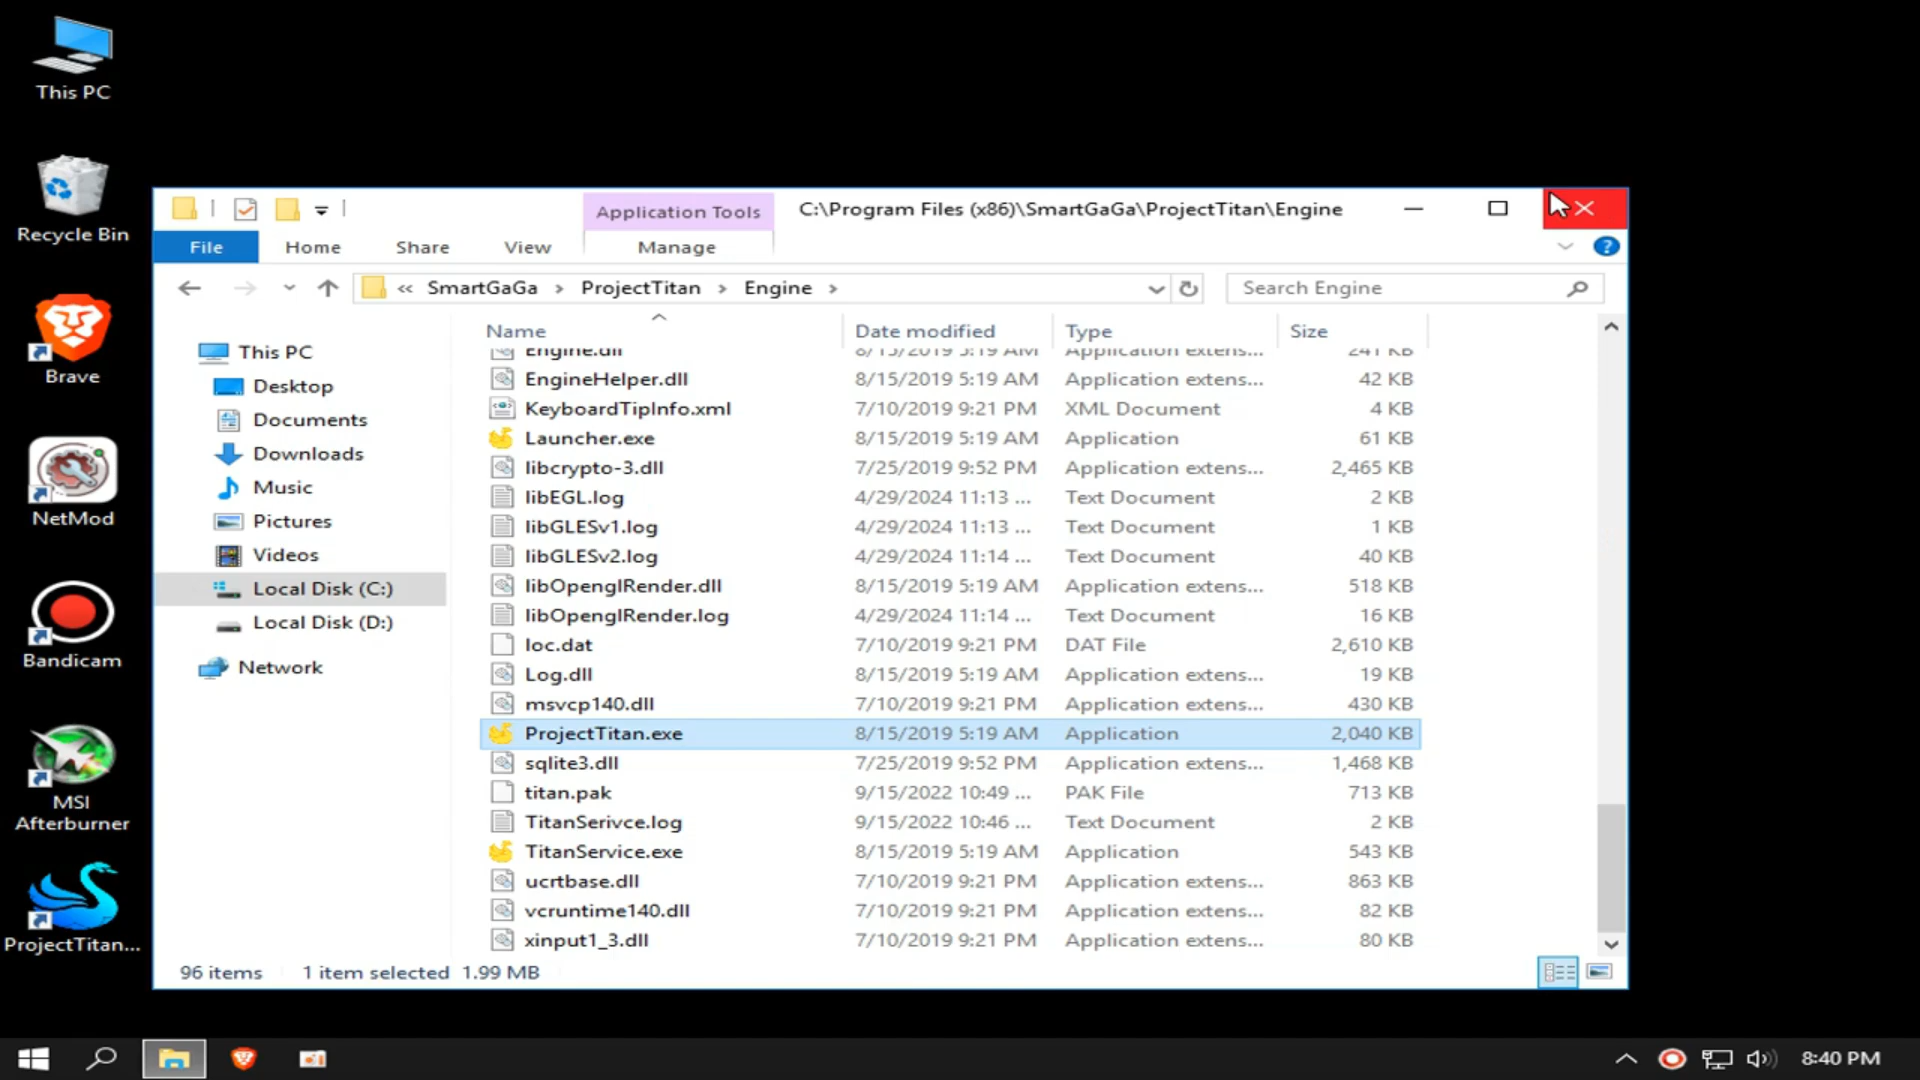 This PC
Recycle Bin
Brave
NetMod
Bandicam
MSI
Afterburner
ProjectTitan...
Application Tools
C:\Program Files (x86)\SmartGaGa\ProjectTitan\Engine
File Home Share View Manage
?
« SmartGaGa > ProjectTitan > Engine >
Search Engine
This PC
Desktop
Documents
Downloads
Music
Pictures
Videos
Local Disk (C:)
Local Disk (D:)
Network
Name Date modified Type Size
Engine.dll 8/15/2019 5:19 AM Application extens... 241 KB
EngineHelper.dll 8/15/2019 5:19 AM Application extens... 42 KB
KeyboardTipInfo.xml 7/10/2019 9:21 PM XML Document 4 KB
Launcher.exe 8/15/2019 5:19 AM Application 61 KB
libcrypto-3.dll 7/25/2019 9:52 PM Application extens... 2,465 KB
libEGL.log 4/29/2024 11:13 ... Text Document 2 KB
libGLESv1.log 4/29/2024 11:13 ... Text Document 1 KB
libGLESv2.log 4/29/2024 11:14 ... Text Document 40 KB
libOpenglRender.dll 8/15/2019 5:19 AM Application extens... 518 KB
libOpenglRender.log 4/29/2024 11:14 ... Text Document 16 KB
loc.dat 7/10/2019 9:21 PM DAT File 2,610 KB
Log.dll 8/15/2019 5:19 AM Application extens... 19 KB
msvcp140.dll 7/10/2019 9:21 PM Application extens... 430 KB
ProjectTitan.exe 8/15/2019 5:19 AM Application 2,040 KB
sqlite3.dll 7/25/2019 9:52 PM Application extens... 1,468 KB
titan.pak 9/15/2022 10:49 ... PAK File 713 KB
TitanSerivce.log 9/15/2022 10:46 ... Text Document 2 KB
TitanService.exe 8/15/2019 5:19 AM Application 543 KB
ucrtbase.dll 7/10/2019 9:21 PM Application extens... 863 KB
vcruntime140.dll 7/10/2019 9:21 PM Application extens... 82 KB
xinput1_3.dll 7/10/2019 9:21 PM Application extens... 80 KB
96 items 1 item selected 1.99 MB
8:40 PM